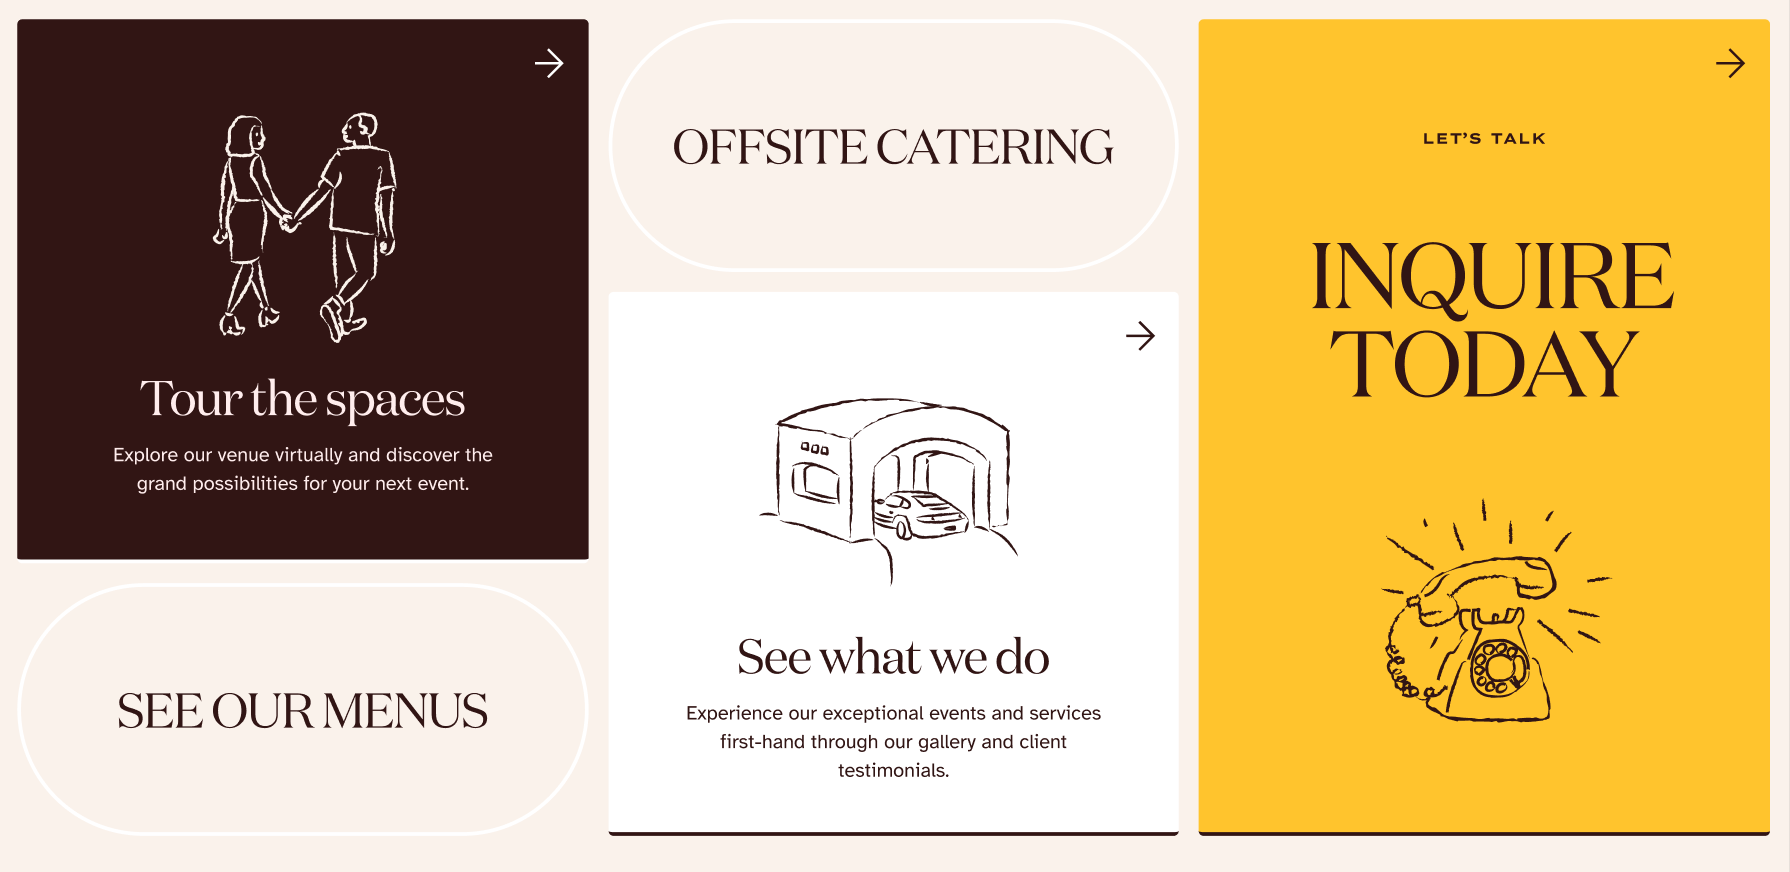 Tour the spaces
Explore our venue virtually and discover the
grand possibilities for your next event.
SEE OUR MENUS
OFFSITE CATERING
See what we do
Experience our exceptional events and services
first-hand through our gallery and client
testimonials.
LET’S TALK
INQUIRE
TODAY